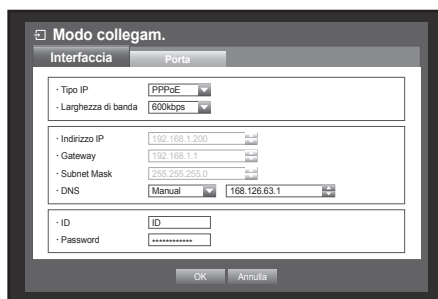 Modo collegam.
Interfaccia Porta
· Tipo IP PPPoE
· Larghezza di banda 600kbps
· Indirizzo IP 192.168.1.200
· Gateway 192.168.1.1
· Subnet Mask 255.255.255.0
· DNS Manual 168.126.63.1
· ID ID
· Password ************
OK Annulla